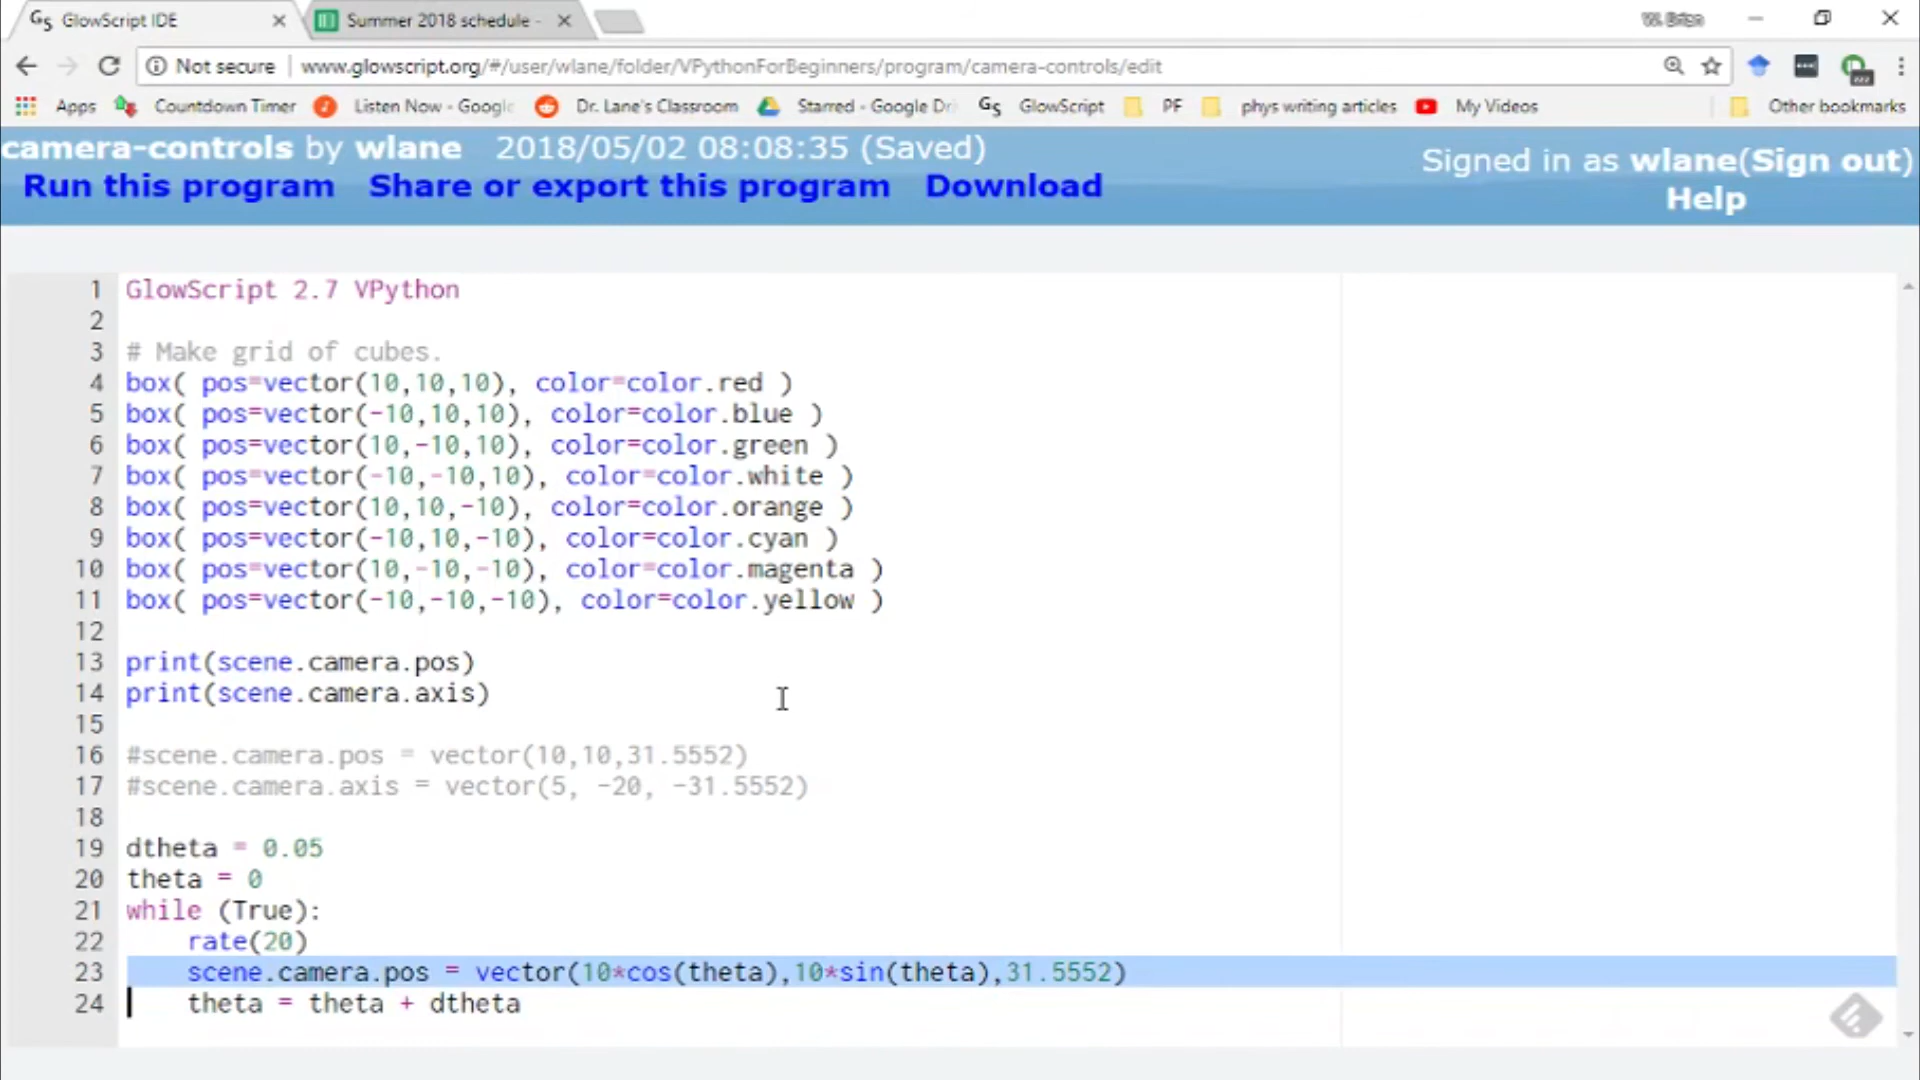 GlowScript IDE
Summer 2018 schedule -
Not secure
www.glowscript.org/#/user/wlane/folder/VPythonForBeginners/program/camera-controls/edit
Apps
Countdown Timer
Listen Now - Google
Dr. Lane's Classroom
Starred - Google Dri
GlowScript
PF
phys writing articles
My Videos
Other bookmarks
camera-controls by wlane 2018/05/02 08:08:35 (Saved)
Signed in as wlane(Sign out)
Run this program Share or export this program Download
Help
1 GlowScript 2.7 VPython
2
3 # Make grid of cubes.
4 box( pos=vector(10,10,10), color=color.red )
5 box( pos=vector(-10,10,10), color=color.blue )
6 box( pos=vector(10,-10,10), color=color.green )
7 box( pos=vector(-10,-10,10), color=color.white )
8 box( pos=vector(10,10,-10), color=color.orange )
9 box( pos=vector(-10,10,-10), color=color.cyan )
10 box( pos=vector(10,-10,-10), color=color.magenta )
11 box( pos=vector(-10,-10,-10), color=color.yellow )
12
13 print(scene.camera.pos)
14 print(scene.camera.axis)
15
16 #scene.camera.pos = vector(10,10,31.5552)
17 #scene.camera.axis = vector(5, -20, -31.5552)
18
19 dtheta = 0.05
20 theta = 0
21 while (True):
22 rate(20)
23 scene.camera.pos = vector(10*cos(theta),10*sin(theta),31.5552)
24 theta = theta + dtheta